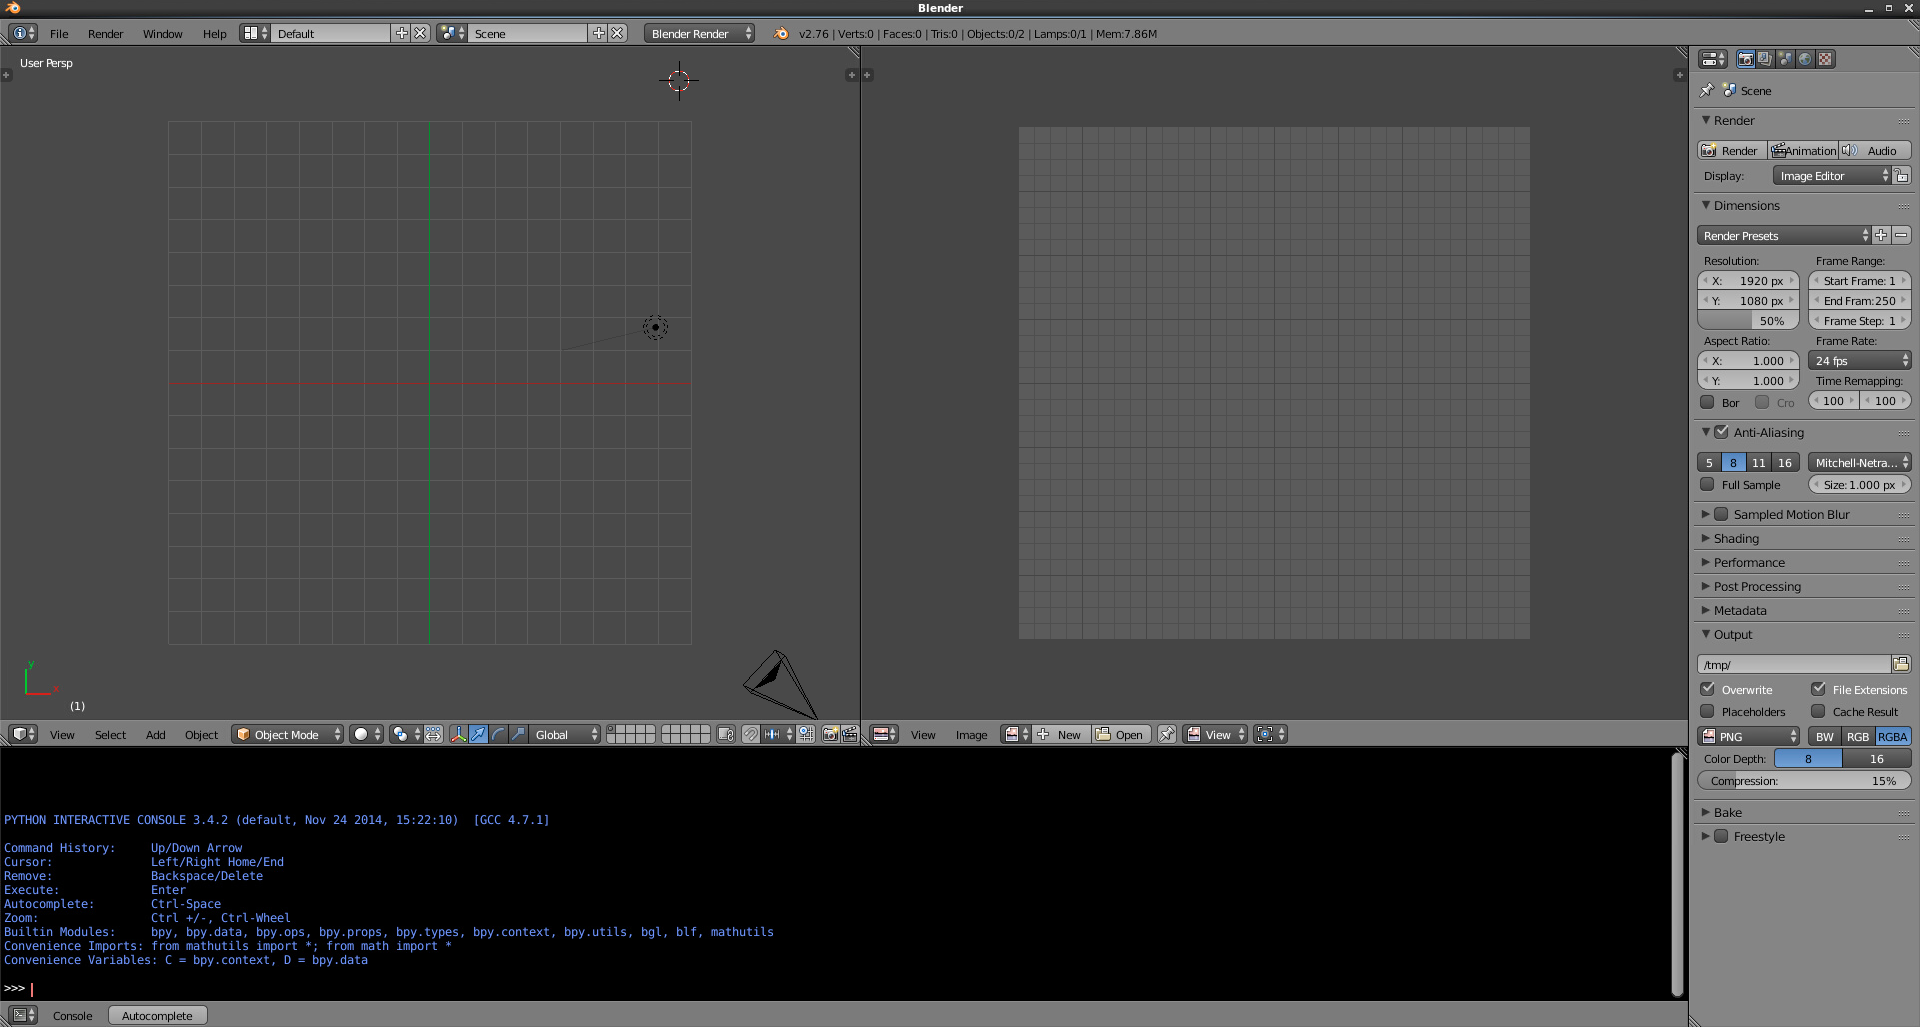 Blender
File Render Window Help Default Scene Blender Render v2.76 | Verts:0 | Faces:0 | Tris:0 | Objects:0/2 | Lamps:0/1 | Mem:7.86M
User Persp
y
x
(1)
View Select Add Object Object Mode Global
View Image New Open View
PYTHON INTERACTIVE CONSOLE 3.4.2 (default, Nov 24 2014, 15:22:10)  [GCC 4.7.1]
Command History: Up/Down Arrow
Cursor: Left/Right Home/End
Remove: Backspace/Delete
Execute: Enter
Autocomplete: Ctrl-Space
Zoom: Ctrl +/-, Ctrl-Wheel
Builtin Modules: bpy, bpy.data, bpy.ops, bpy.props, bpy.types, bpy.context, bpy.utils, bgl, blf, mathutils
Convenience Imports: from mathutils import *; from math import *
Convenience Variables: C = bpy.context, D = bpy.data
>>>
Console Autocomplete
Scene
Render
Render Animation Audio
Display: Image Editor
Dimensions
Render Presets
Resolution: Frame Range:
X: 1920 px Start Frame: 1
Y: 1080 px End Fram:250
50% Frame Step: 1
Aspect Ratio: Frame Rate:
X: 1.000 24 fps
Y: 1.000 Time Remapping:
Bor Cro 100 100
Anti-Aliasing
5 8 11 16 Mitchell-Netra...
Full Sample Size: 1.000 px
Sampled Motion Blur
Shading
Performance
Post Processing
Metadata
Output
/tmp/
Overwrite File Extensions
Placeholders Cache Result
PNG BW RGB RGBA
Color Depth: 8 16
Compression: 15%
Bake
Freestyle